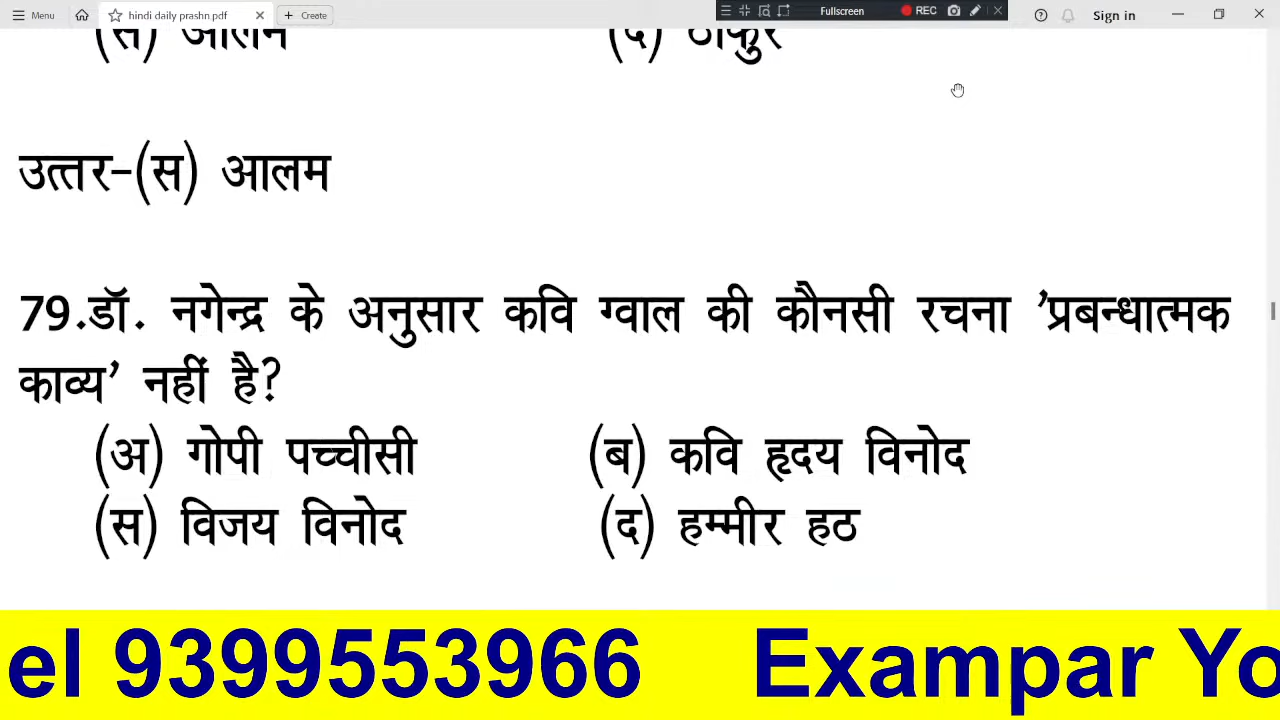 Menu
hindi daily prashn.pdf
Create
Fullscreen
REC
Sign in
(स) आलम (द) ठाकुर
उत्तर-(स) आलम
79.डॉ. नगेन्द्र के अनुसार कवि ग्वाल की कौनसी रचना ’प्रबन्धात्मक
काव्य’ नहीं है?
(अ) गोपी पच्चीसी (ब) कवि हृदय विनोद
(स) विजय विनोद (द) हम्मीर हठ
el 9399553966 Exampar Yo